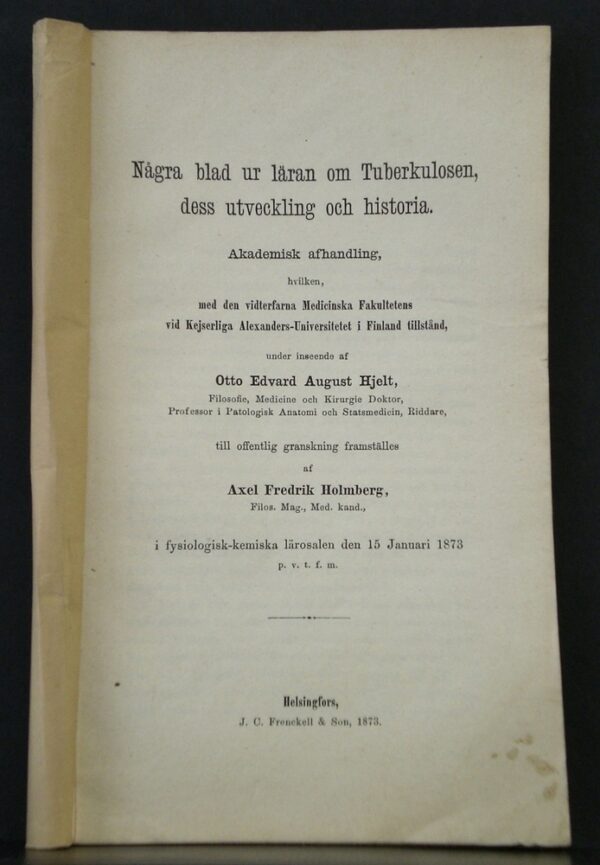 Några blad ur läran om Tuberkulosen,
dess utveckling och historia.
Akademisk afhandling,
hvilken,
med den vidterfarna Medicinska Fakultetens
vid Kejserliga Alexanders-Universitetet i Finland tillstånd,
under inseende af
Otto Edvard August Hjelt,
Filosofie, Medicine och Kirurgie Doktor,
Professor i Patologisk Anatomi och Statsmedicin, Riddare,
till offentlig granskning framställes
af
Axel Fredrik Holmberg,
Filos. Mag., Med. kand.,
i fysiologisk-kemiska lärosalen den 15 Januari 1873
p. v. t. f. m.
Helsingfors,
J. C. Frenckell & Son, 1873.